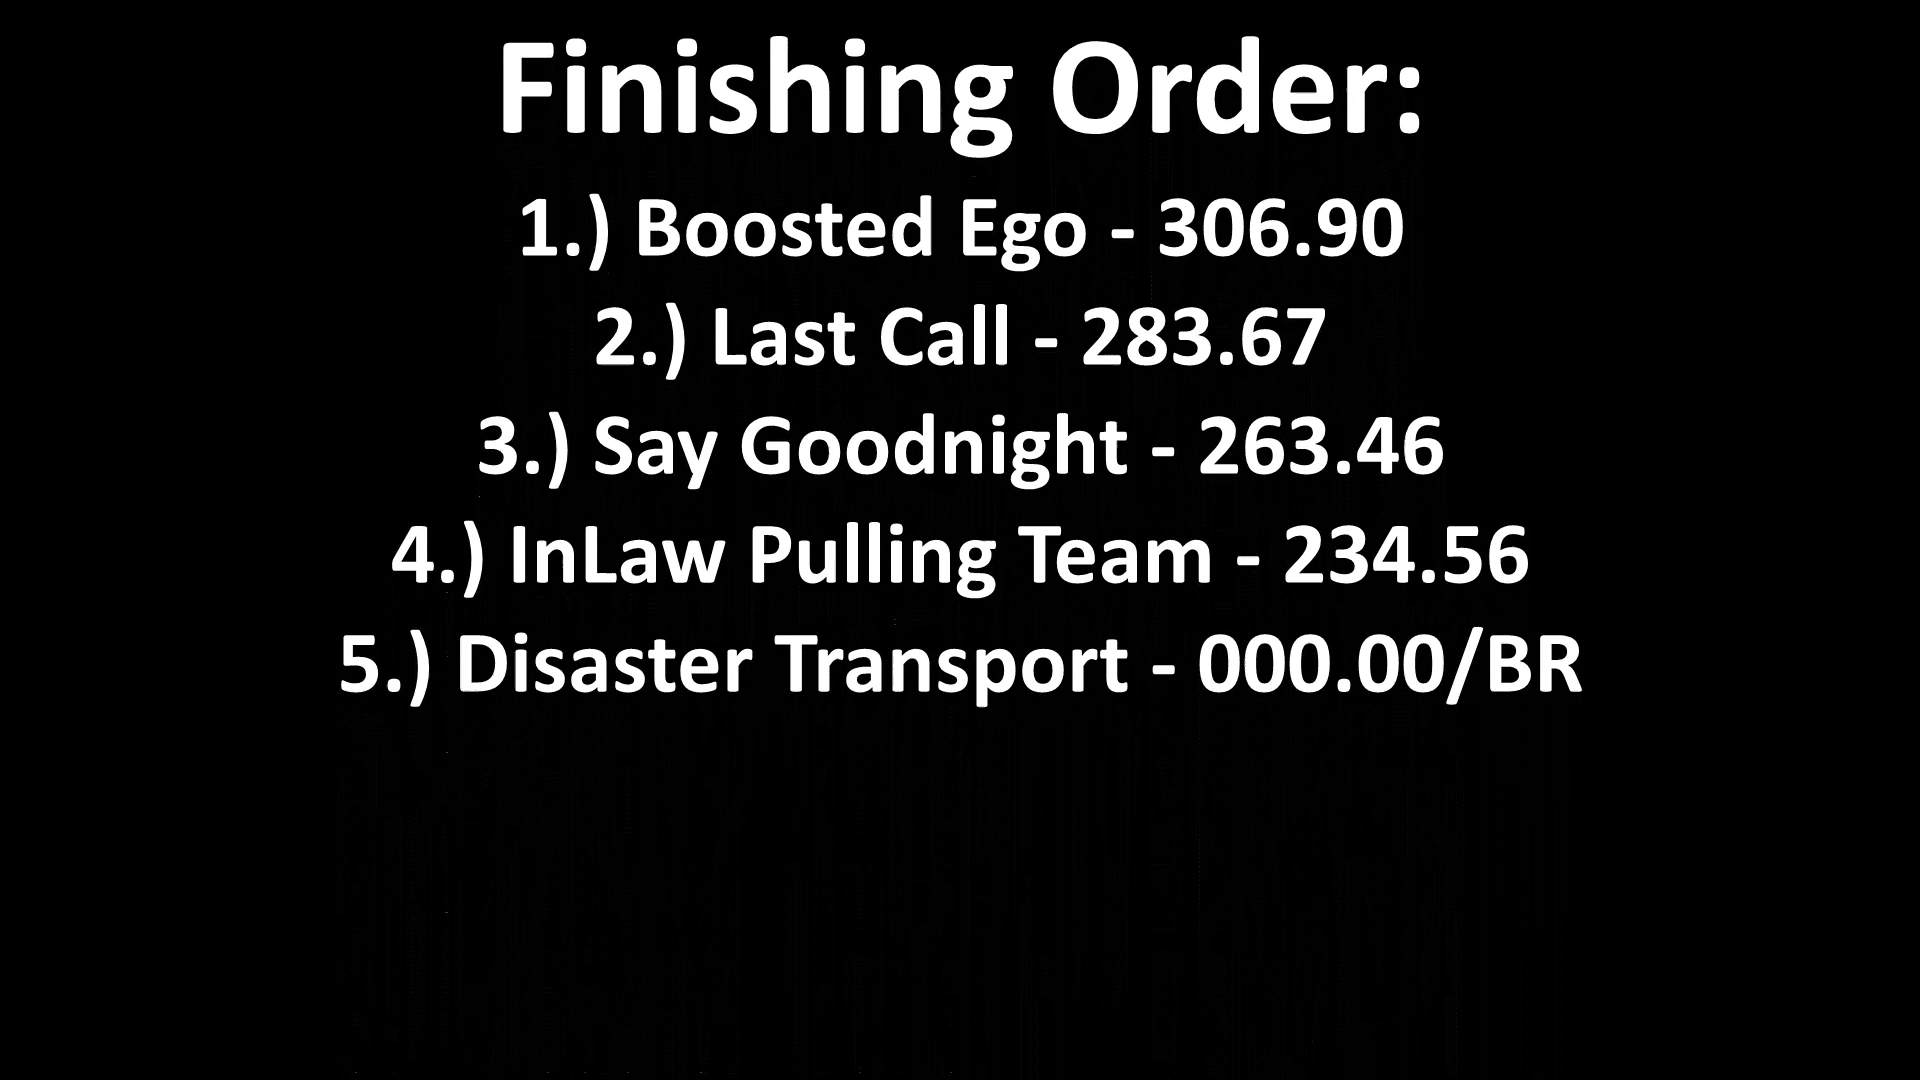 Finishing Order:
1.) Boosted Ego - 306.90
2.) Last Call - 283.67
3.) Say Goodnight - 263.46
4.) InLaw Pulling Team - 234.56
5.) Disaster Transport - 000.00/BR